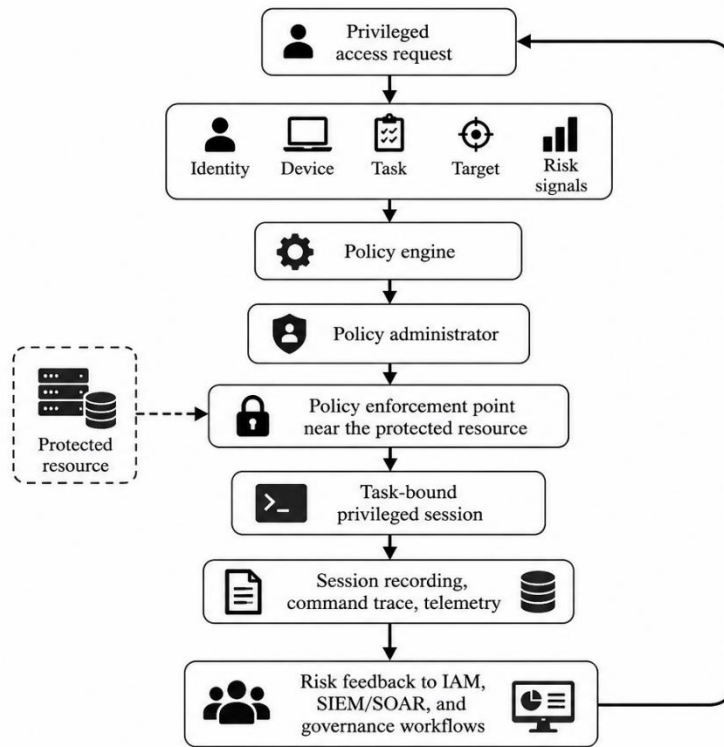 Privileged
access request
Identity
Device
Task
Target
Risk
signals
Policy engine
Policy administrator
Protected
resource
Policy enforcement point
near the protected resource
>_
Task-bound
privileged session
Session recording,
command trace, telemetry
Risk feedback to IAM,
SIEM/SOAR, and
governance workflows